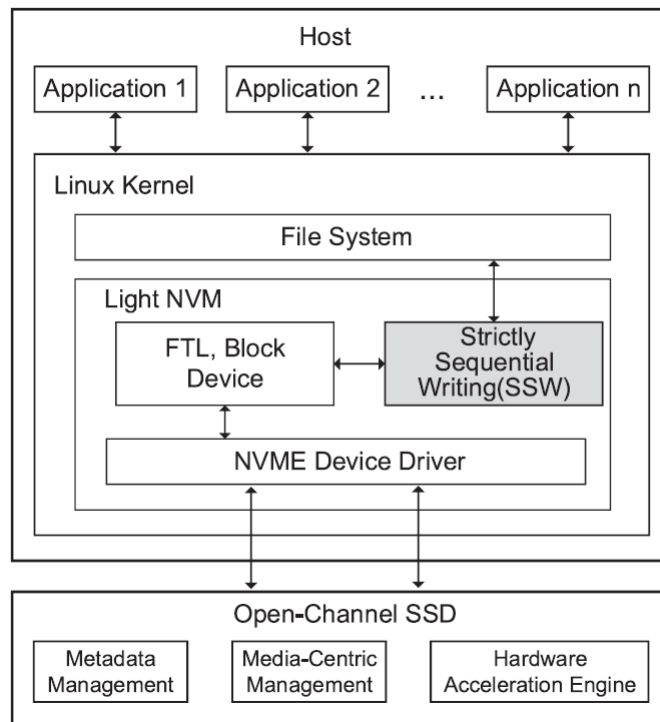 Host
Application 1
Application 2
...
Application n
Linux Kernel
File System
Light NVM
FTL, Block
Device
Strictly
Sequential
Writing(SSW)
NVME Device Driver
Open-Channel SSD
Metadata
Management
Media-Centric
Management
Hardware
Acceleration Engine